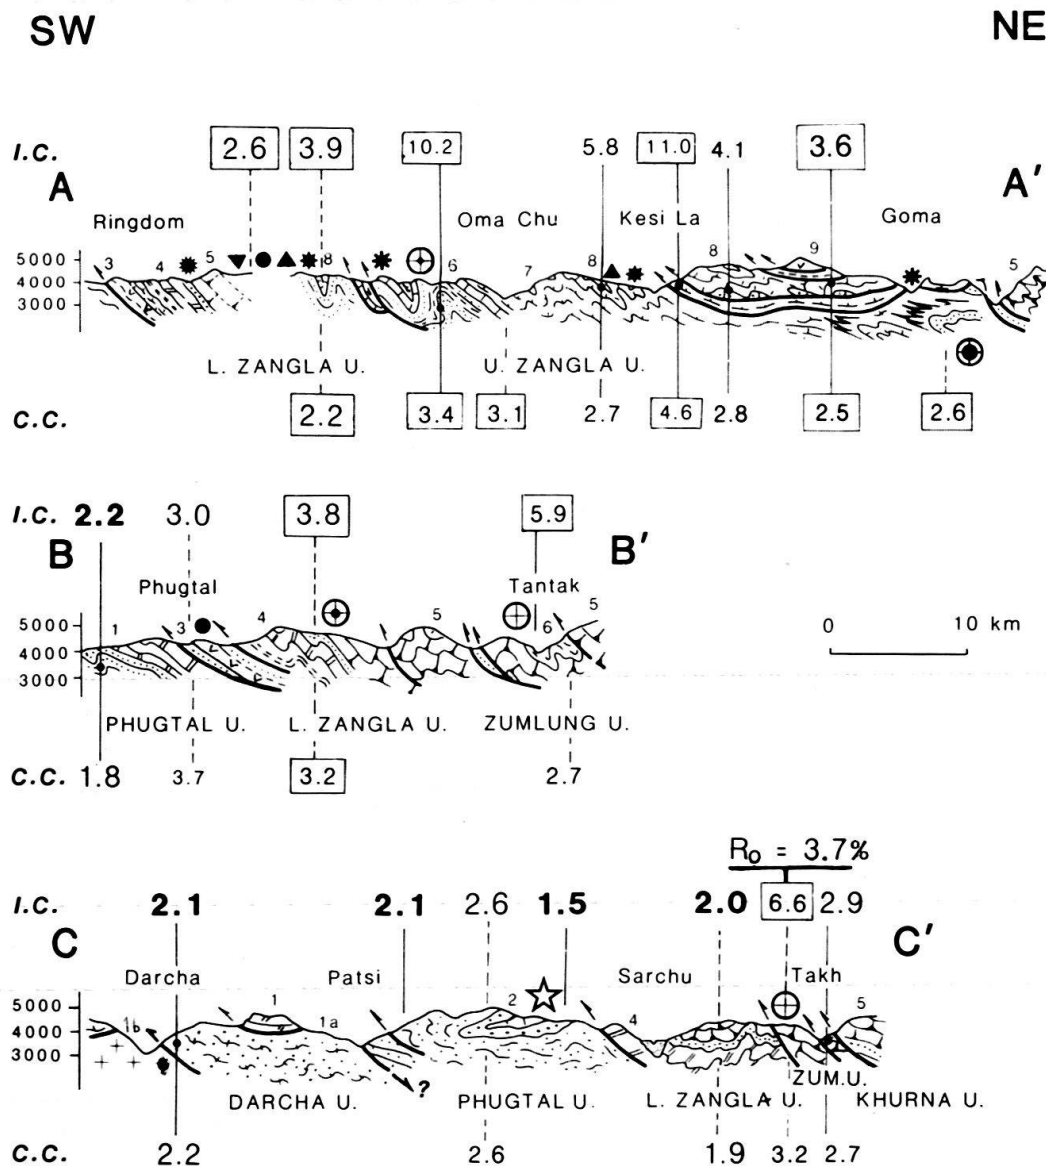 SW NE
I.C. 2.6 3.9 10.2 5.8 11.0 4.1 3.6
A A'
Ringdom Oma Chu Kesi La Goma
5000 3 4 5 8 6 7 8 8 9 5
4000
3000
L. ZANGLA U. U. ZANGLA U.
C.C. 2.2 3.4 3.1 2.7 4.6 2.8 2.5 2.6
I.C. 2.2 3.0 3.8 5.9
B B'
Phugtal Tantak
5000 1 3 4 5 6 5
4000
3000
0 10 km
PHUGTAL U. L. ZANGLA U. ZUMLUNG U.
C.C. 1.8 3.7 3.2 2.7
Ro = 3.7%
I.C. 2.1 2.1 2.6 1.5 2.0 6.6 2.9
C C'
Darcha Patsi Sarchu Takh
5000 1b 1 1a 2 4 5
4000
3000
?
ZUM.U.
DARCHA U. PHUGTAL U. L. ZANGLA U. KHURNA U.
C.C. 2.2 2.6 1.9 3.2 2.7